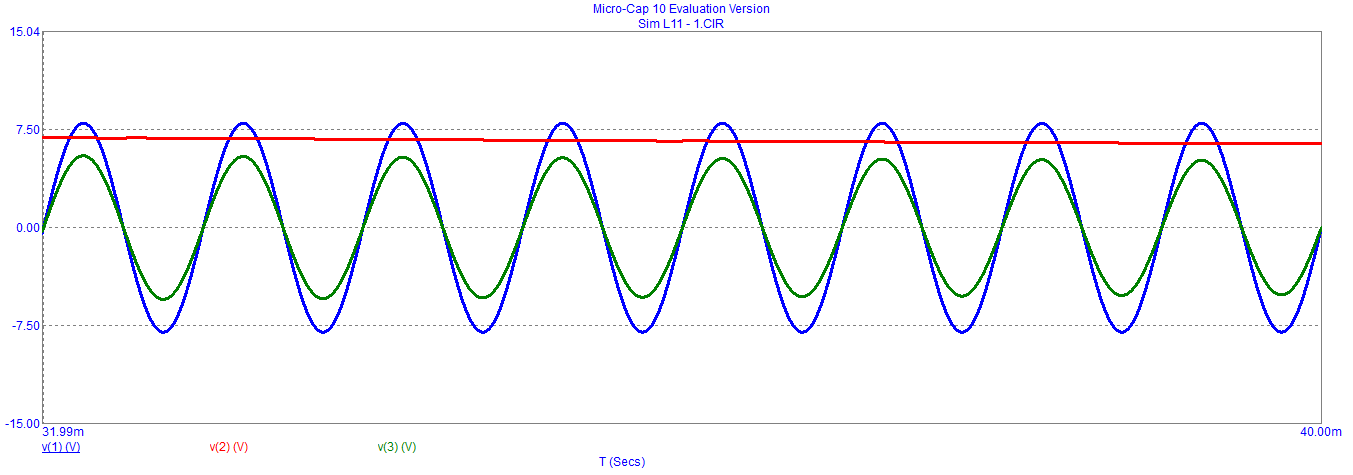 Micro-Cap 10 Evaluation Version
Sim L11 - 1.CIR
15.04
7.50
0.00
-7.50
-15.00
31.99m 40.00m
v(1) (V) v(2) (V) v(3) (V)
T (Secs)